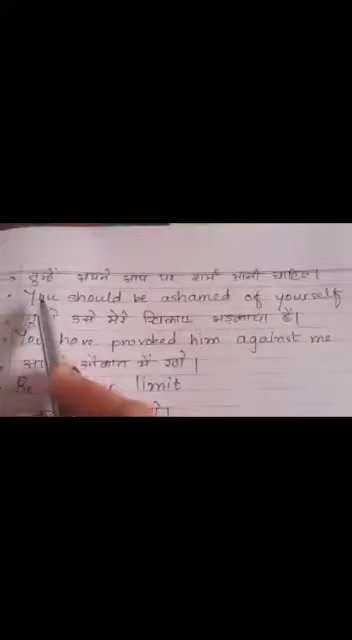 तुम्हें अपने आप पर शर्म आनी चाहिए।
You should be ashamed of yourself
उसे मेरे खिलाफ भड़काया हैं।
You have provoked him against me
औकात में रहो।
Be limit